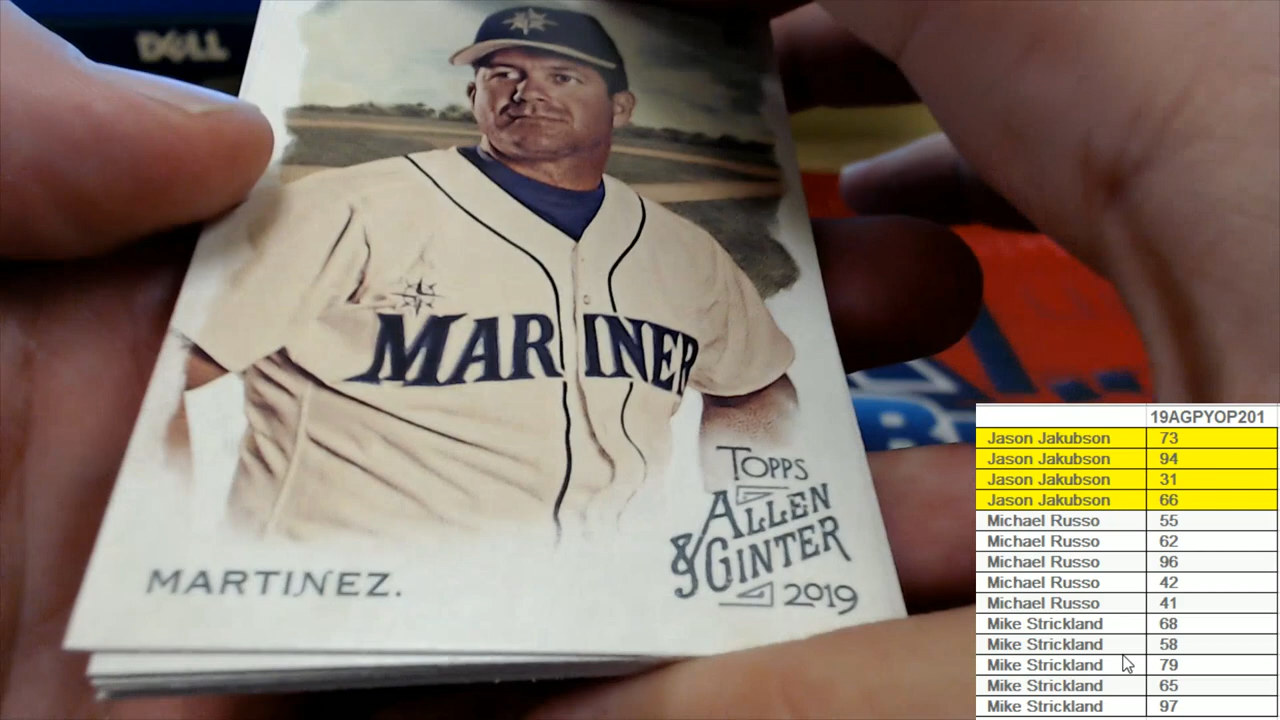 DELL
MARINER
TOPPS
ALLEN
& GINTER
2019
MARTINEZ.
19AGPYOP201
Jason Jakubson 73
Jason Jakubson 94
Jason Jakubson 31
Jason Jakubson 66
Michael Russo 55
Michael Russo 62
Michael Russo 96
Michael Russo 42
Michael Russo 41
Mike Strickland 68
Mike Strickland 58
Mike Strickland 79
Mike Strickland 65
Mike Strickland 97